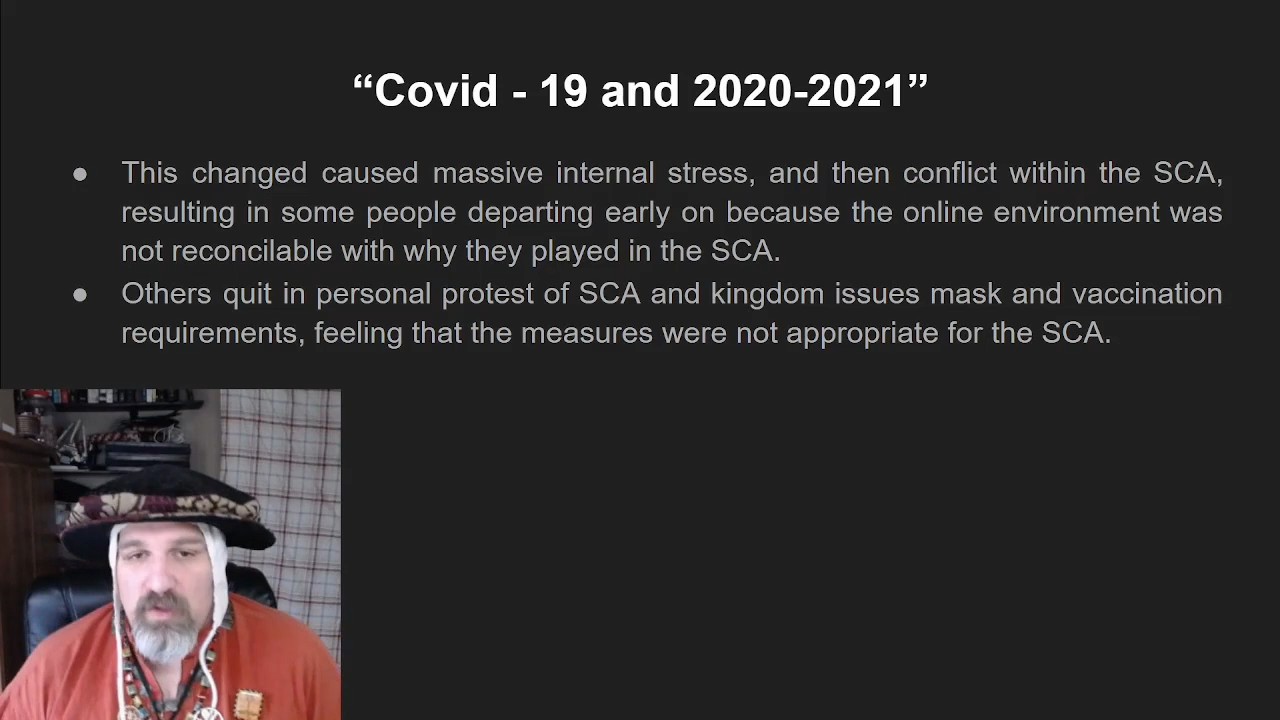 “Covid - 19 and 2020-2021”
● This changed caused massive internal stress, and then conflict within the SCA,
resulting in some people departing early on because the online environment was
not reconcilable with why they played in the SCA.
● Others quit in personal protest of SCA and kingdom issues mask and vaccination
requirements, feeling that the measures were not appropriate for the SCA.